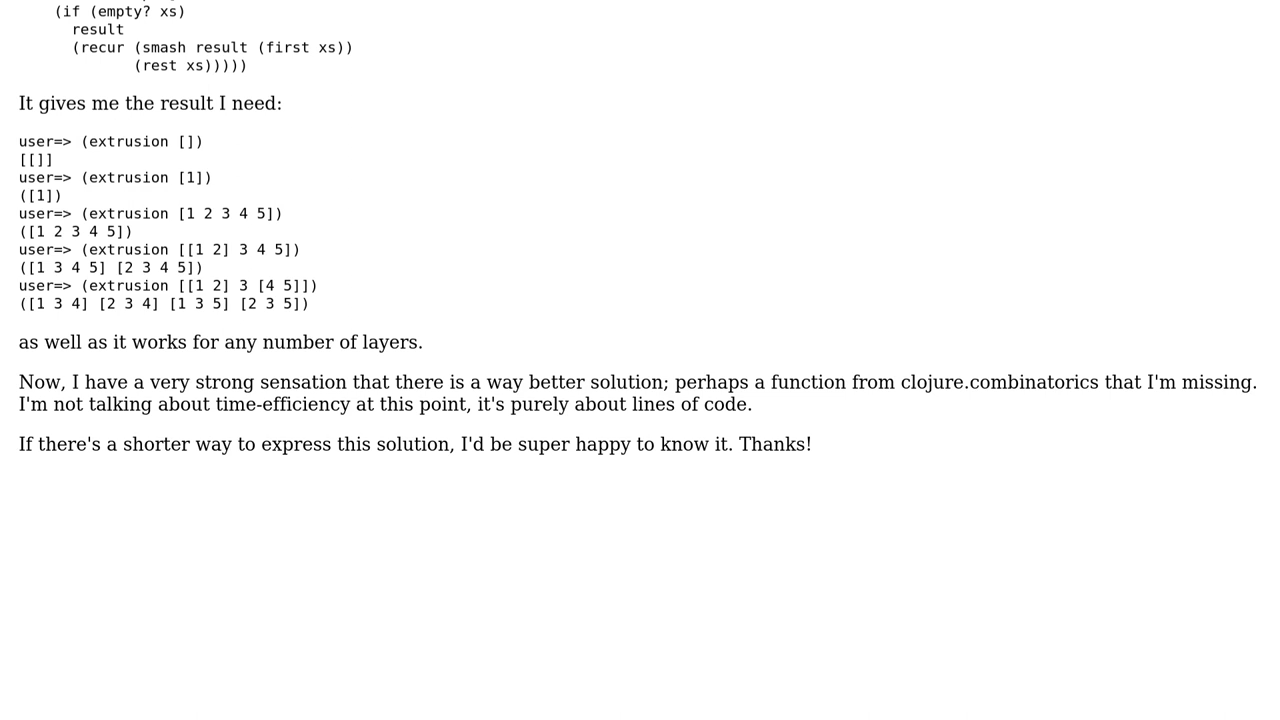 (if (empty? xs)
result
(recur (smash result (first xs))
(rest xs)))))
It gives me the result I need:
user=> (extrusion [])
[[]]
user=> (extrusion [1])
([1])
user=> (extrusion [1 2 3 4 5])
([1 2 3 4 5])
user=> (extrusion [[1 2] 3 4 5])
([1 3 4 5] [2 3 4 5])
user=> (extrusion [[1 2] 3 [4 5]])
([1 3 4] [2 3 4] [1 3 5] [2 3 5])
as well as it works for any number of layers.
Now, I have a very strong sensation that there is a way better solution; perhaps a function from clojure.combinatorics that I'm missing.
I'm not talking about time-efficiency at this point, it's purely about lines of code.
If there's a shorter way to express this solution, I'd be super happy to know it. Thanks!